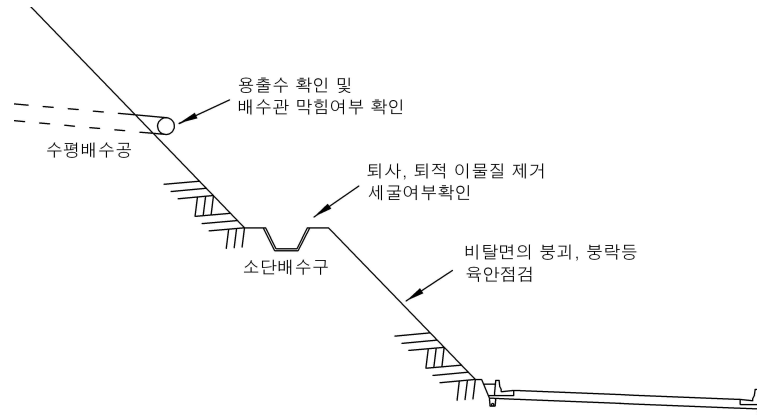 용출수 확인 및
배수관 막힘여부 확인
수평배수공
퇴사, 퇴적 이물질 제거
세굴여부확인
소단배수구
비탈면의 붕괴, 붕락등
육안점검